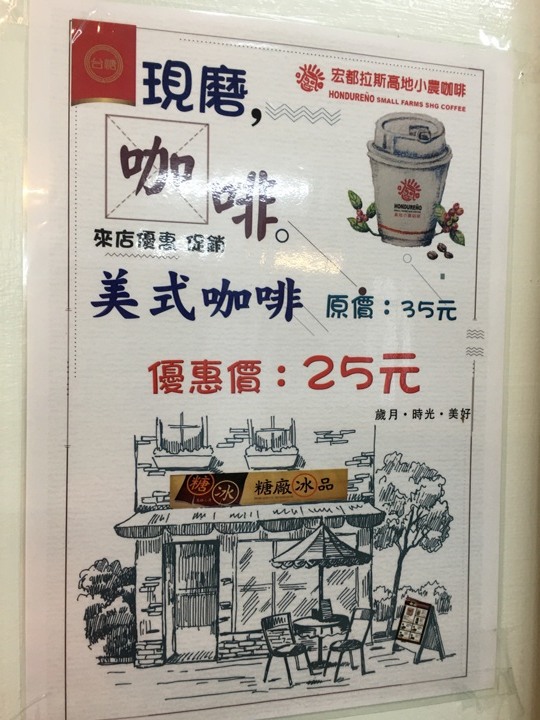 台糖
現磨,
宏都拉斯高地小農咖啡
HONDUREÑO SMALL FARMS SHG COFFEE
咖啡。
HONDUREÑO
來店優惠 促銷
美式咖啡 原價：35元
優惠價：25元
歲月・時光・美好
糖冰 糖廠冰品